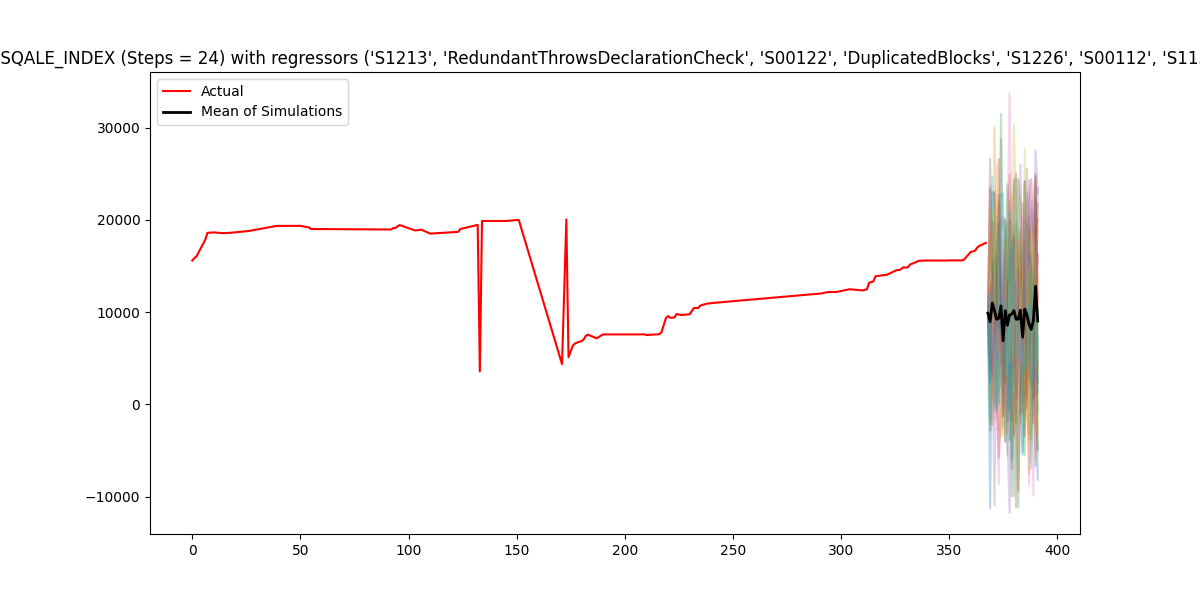 SQALE_INDEX (Steps = 24) with regressors ('S1213', 'RedundantThrowsDeclarationCheck', 'S00122', 'DuplicatedBlocks', 'S1226', 'S00112', 'S11
Actual
Mean of Simulations
30000
20000
10000
0
−10000
0 50 100 150 200 250 300 350 400